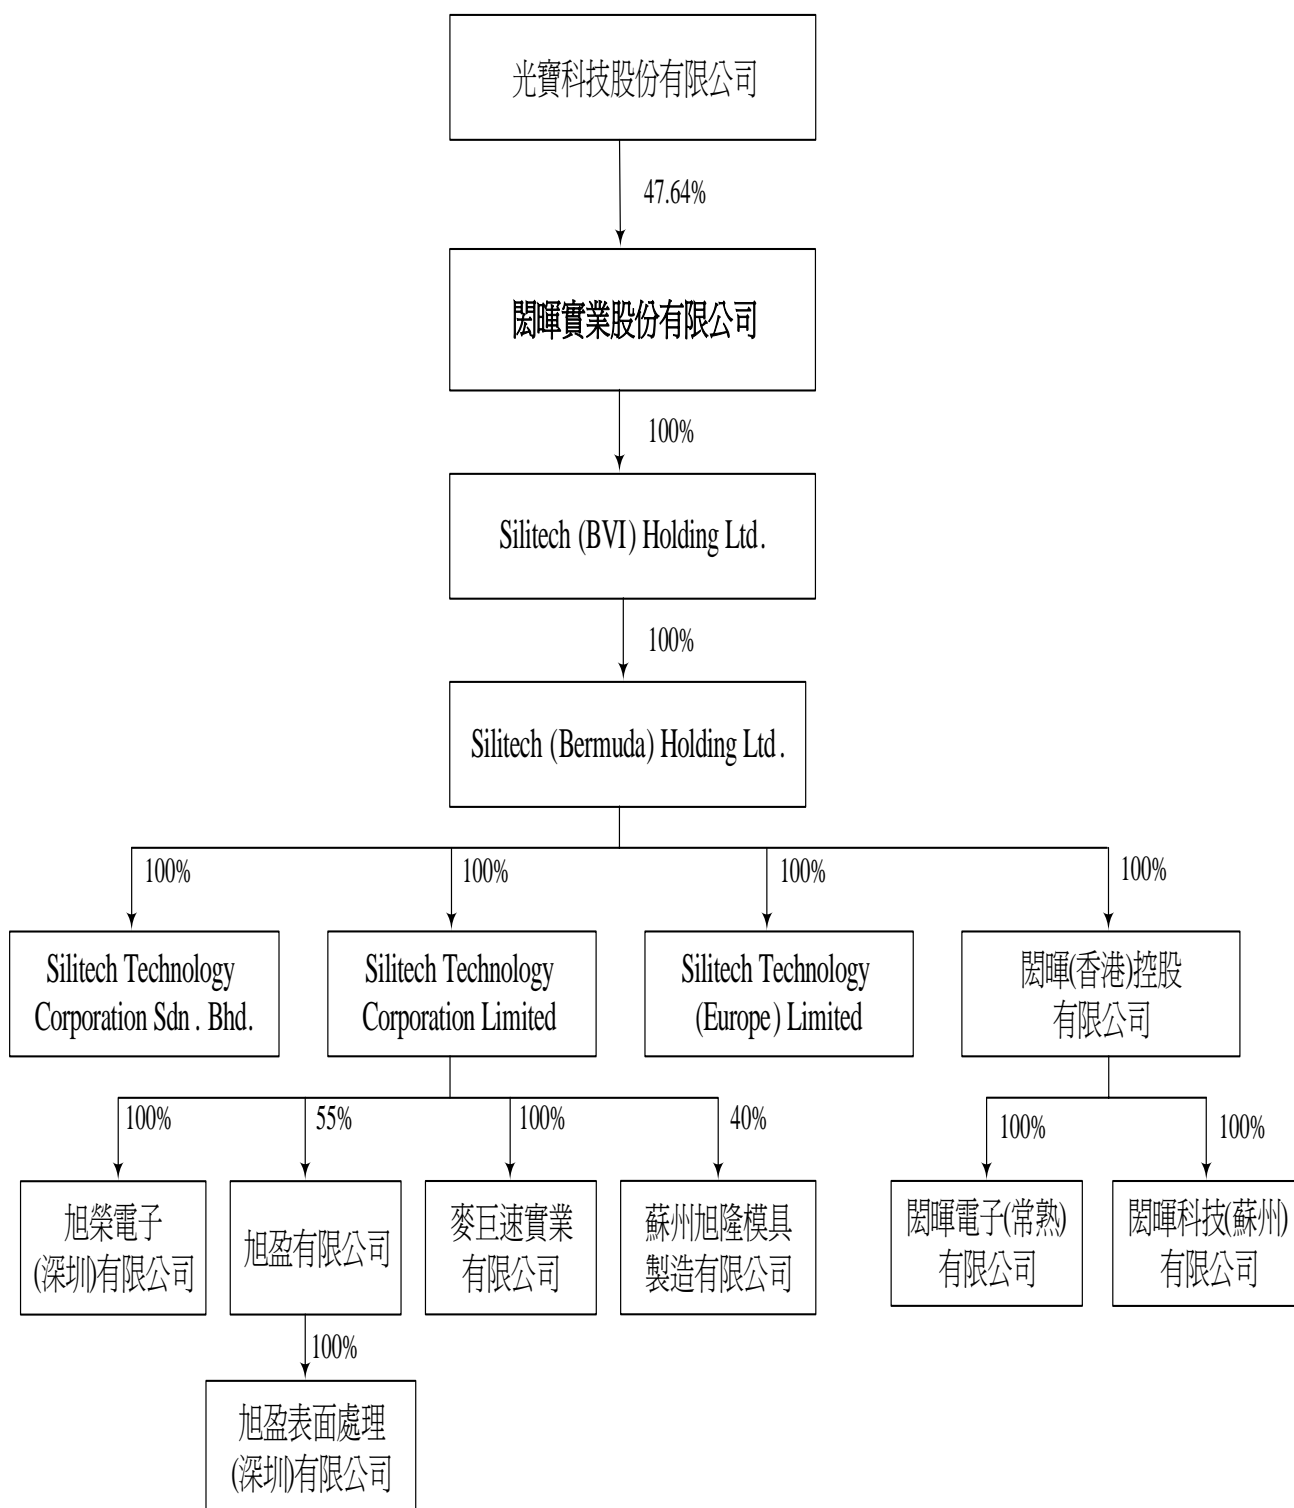 光寶科技股份有限公司
47.64%
閎暉實業股份有限公司
100%
Silitech (BVI) Holding Ltd.
100%
Silitech (Bermuda) Holding Ltd.
100%
100%
100%
100%
Silitech Technology
Corporation Sdn. Bhd.
Silitech Technology
Corporation Limited
Silitech Technology
(Europe) Limited
閎暉(香港)控股
有限公司
100%
55%
100%
40%
100%
100%
旭榮電子
(深圳)有限公司
旭盈有限公司
麥巨速實業
有限公司
蘇州旭隆模具
製造有限公司
閎暉電子(常熟)
有限公司
閎暉科技(蘇州)
有限公司
100%
旭盈表面處理
(深圳)有限公司